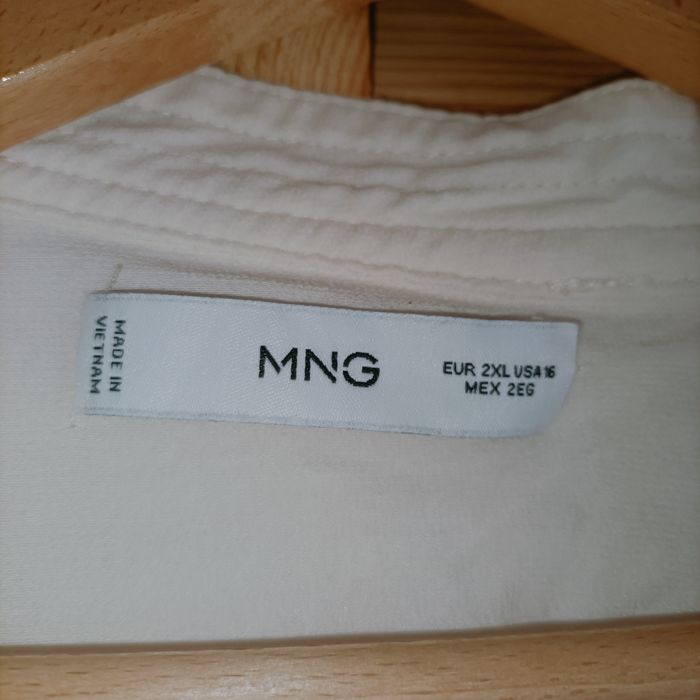 MADE IN
VIETNAM
MNG
EUR 2XL USA 16
MEX 2EG